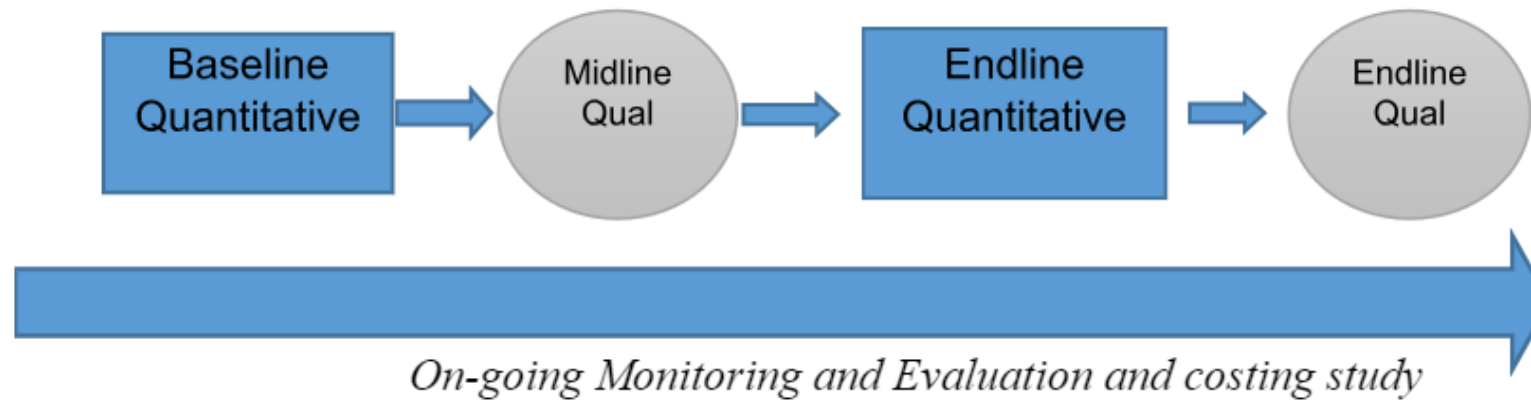 Baseline
Quantitative
Midline
Qual
Endline
Quantitative
Endline
Qual
On-going Monitoring and Evaluation and costing study